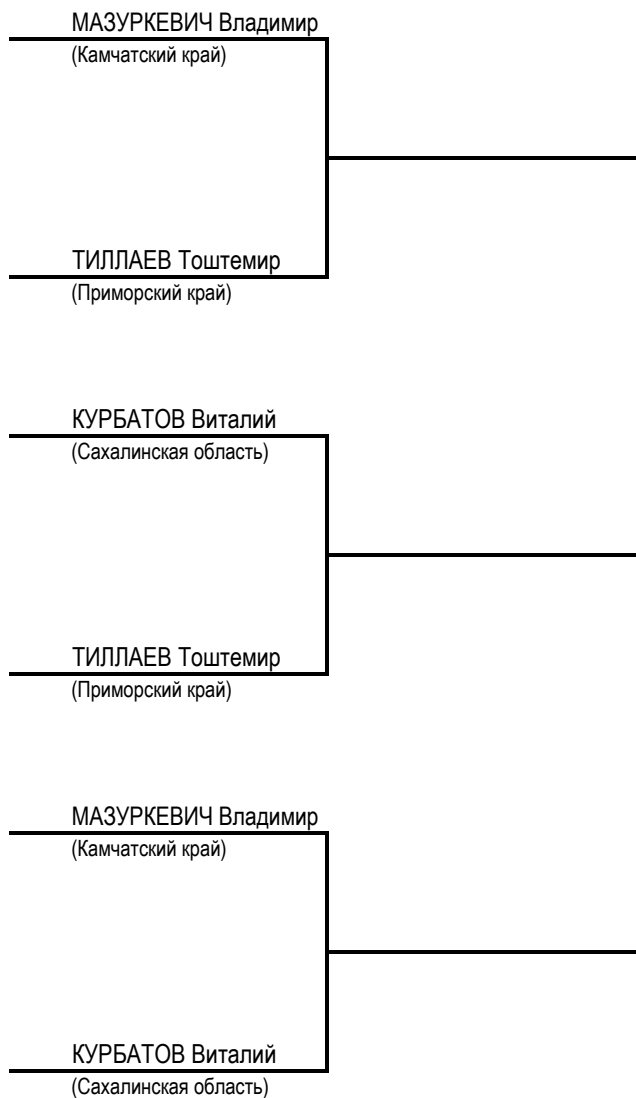 МАЗУРКЕВИЧ Владимир
(Камчатский край)
ТИЛЛАЕВ Тоштемир
(Приморский край)
КУРБАТОВ Виталий
(Сахалинская область)
ТИЛЛАЕВ Тоштемир
(Приморский край)
МАЗУРКЕВИЧ Владимир
(Камчатский край)
КУРБАТОВ Виталий
(Сахалинская область)